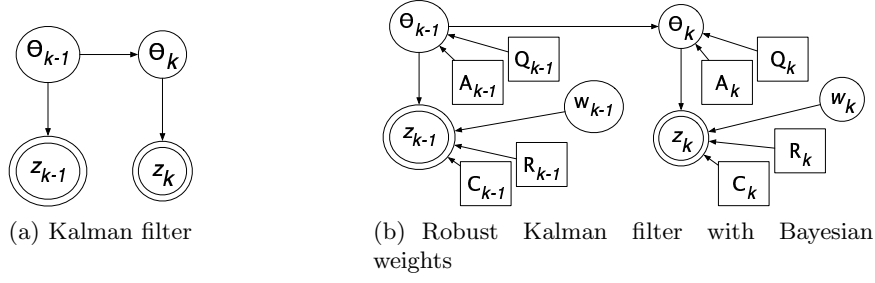 θk-1
θk
zk-1
zk
(a) Kalman filter
θk-1
θk
Qk-1
Ak-1
wk-1
zk-1
Rk-1
Ck-1
Qk
Ak
wk
zk
Rk
Ck
(b) Robust Kalman filter with Bayesian
weights